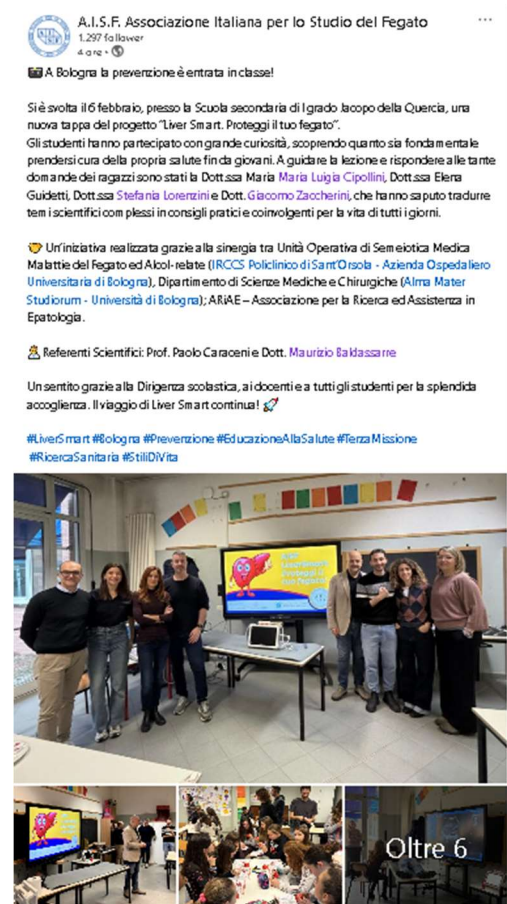 A.I.S.F. Associazione Italiana per lo Studio del Fegato
1.297 follower
4 ore •
A Bologna la prevenzione è entrata in classe!
Si è svolta il 6 febbraio, presso la Scuola secondaria di I grado Jacopo della Quercia, una
nuova tappa del progetto "Liver Smart. Proteggi il tuo fegato".
Gli studenti hanno partecipato con grande curiosità, scoprendo quanto sia fondamentale
prendersi cura della propria salute fin da giovani. A guidare la lezione e rispondere alle tante
domande dei ragazzi sono stati la Dott.ssa Maria Maria Luigia Cipollini, Dott.ssa Elena
Guidetti, Dott.ssa Stefania Lorenzini e Dott. Giacomo Zaccherini, che hanno saputo tradurre
temi scientifici complessi in consigli pratici e coinvolgenti per la vita di tutti i giorni.
Un'iniziativa realizzata grazie alla sinergia tra Unità Operativa di Semeiotica Medica
Malattie del Fegato ed Alcol-relate (IRCCS Policlinico di Sant'Orsola - Azienda Ospedaliero
Universitaria di Bologna), Dipartimento di Scienze Mediche e Chirurgiche (Alma Mater
Studiorum - Università di Bologna); ARiAE – Associazione per la Ricerca ed Assistenza in
Epatologia.
Referenti Scientifici: Prof. Paolo Caraceni e Dott. Maurizio Baldassarre
Un sentito grazie alla Dirigenza scolastica, ai docenti e a tutti gli studenti per la splendida
accoglienza. Il viaggio di Liver Smart continua!
#LiverSmart #Bologna #Prevenzione #EducazioneAllaSalute #TerzaMissione
#RicercaSanitaria #StiliDiVita
Oltre 6